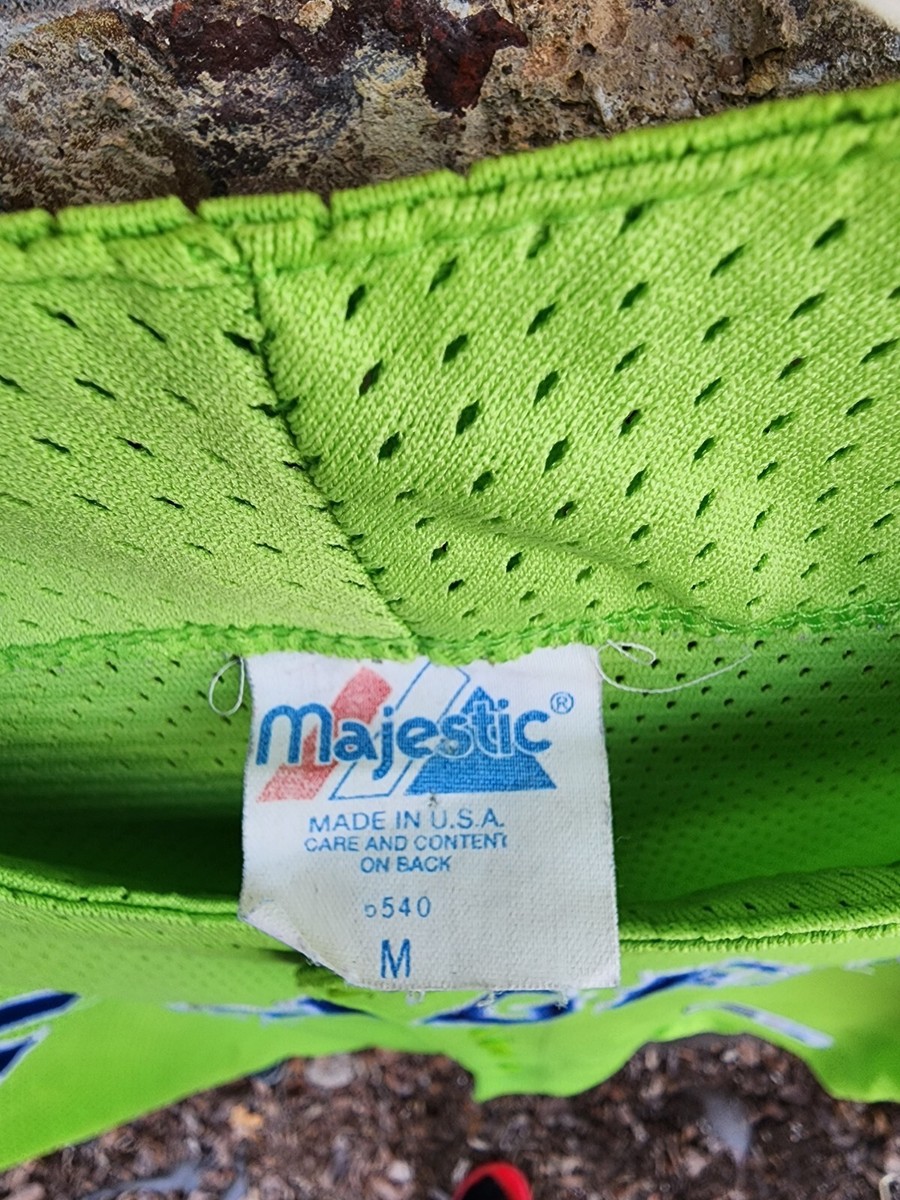 Majestic®
MADE IN U.S.A.
CARE AND CONTENT
ON BACK
M